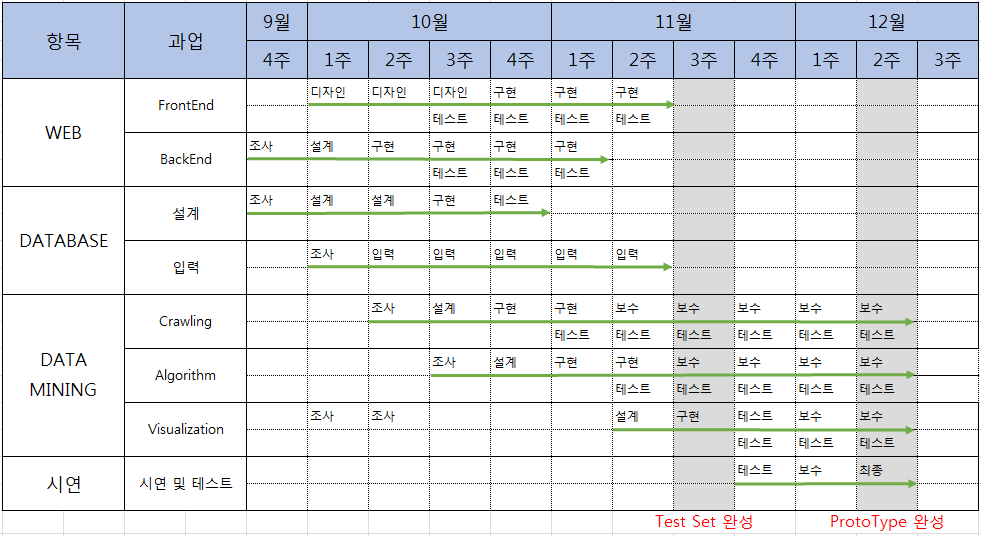 항목 과업 9월 10월 11월 12월
4주 1주 2주 3주 4주 1주 2주 3주 4주 1주 2주 3주
WEB
FrontEnd
디자인 디자인 디자인 구현 구현 구현
테스트 테스트 테스트 테스트
BackEnd
조사 설계 구현 구현 구현 구현
테스트 테스트 테스트
DATABASE
설계
조사 설계 설계 구현 테스트
입력
조사 입력 입력 입력 입력 입력
DATA
MINING
Crawling
조사 설계 구현 구현 보수 보수 보수 보수 보수
테스트 테스트 테스트 테스트 테스트 테스트
Algorithm
조사 설계 구현 구현 보수 보수 보수 보수
테스트 테스트 테스트 테스트 테스트
Visualization
조사 조사 설계 구현 테스트 보수 보수
테스트 테스트 테스트
시연
시연 및 테스트
테스트 보수 최종
Test Set 완성 ProtoType 완성